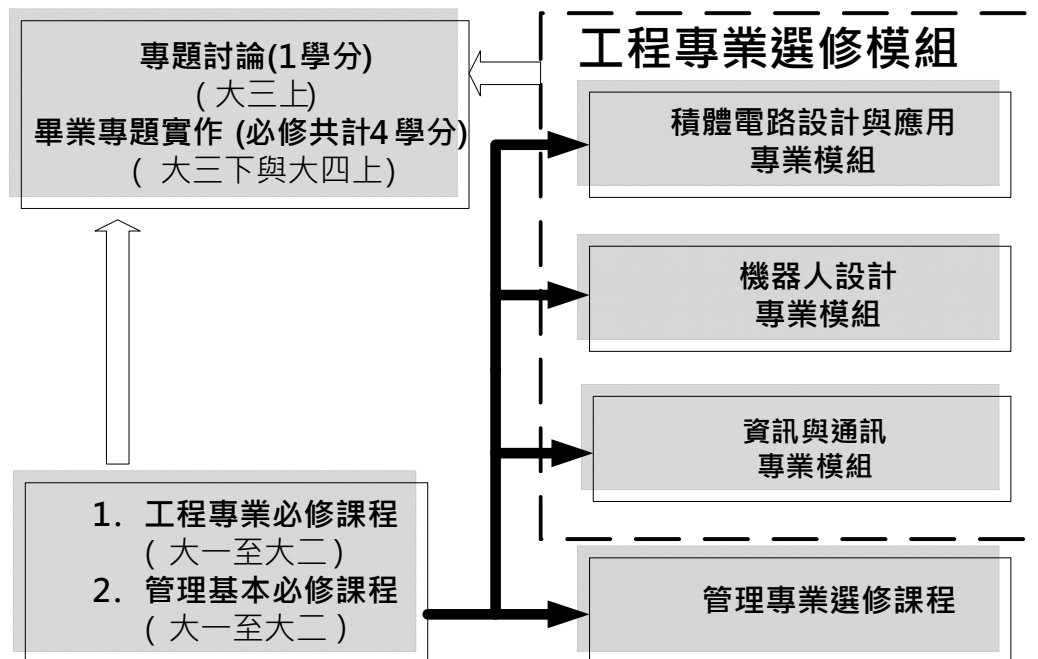 專題討論(1學分)
(大三上)
畢業專題實作 (必修共計4學分)
( 大三下與大四上)
工程專業選修模組
積體電路設計與應用
專業模組
機器人設計
專業模組
資訊與通訊
專業模組
1. 工程專業必修課程
( 大一至大二)
2. 管理基本必修課程
( 大一至大二 )
管理專業選修課程